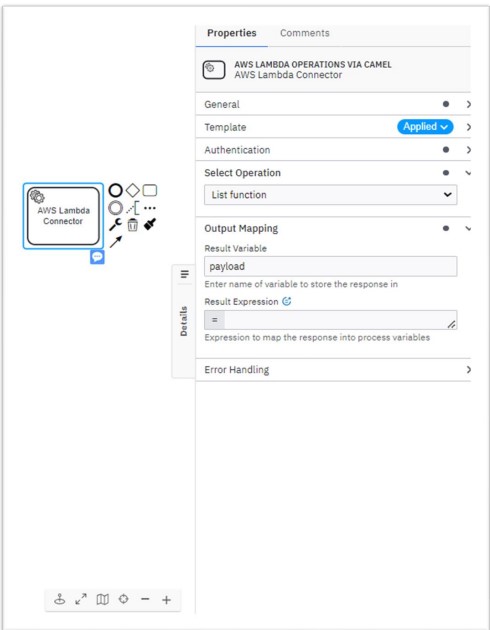 Properties Comments
AWS LAMBDA OPERATIONS VIA CAMEL
AWS Lambda Connector
General
Template Applied
Authentication
Select Operation
List function
Output Mapping
Result Variable
payload
Enter name of variable to store the response in
Result Expression
=
Expression to map the response into process variables
Error Handling
AWS Lambda
Connector
Details